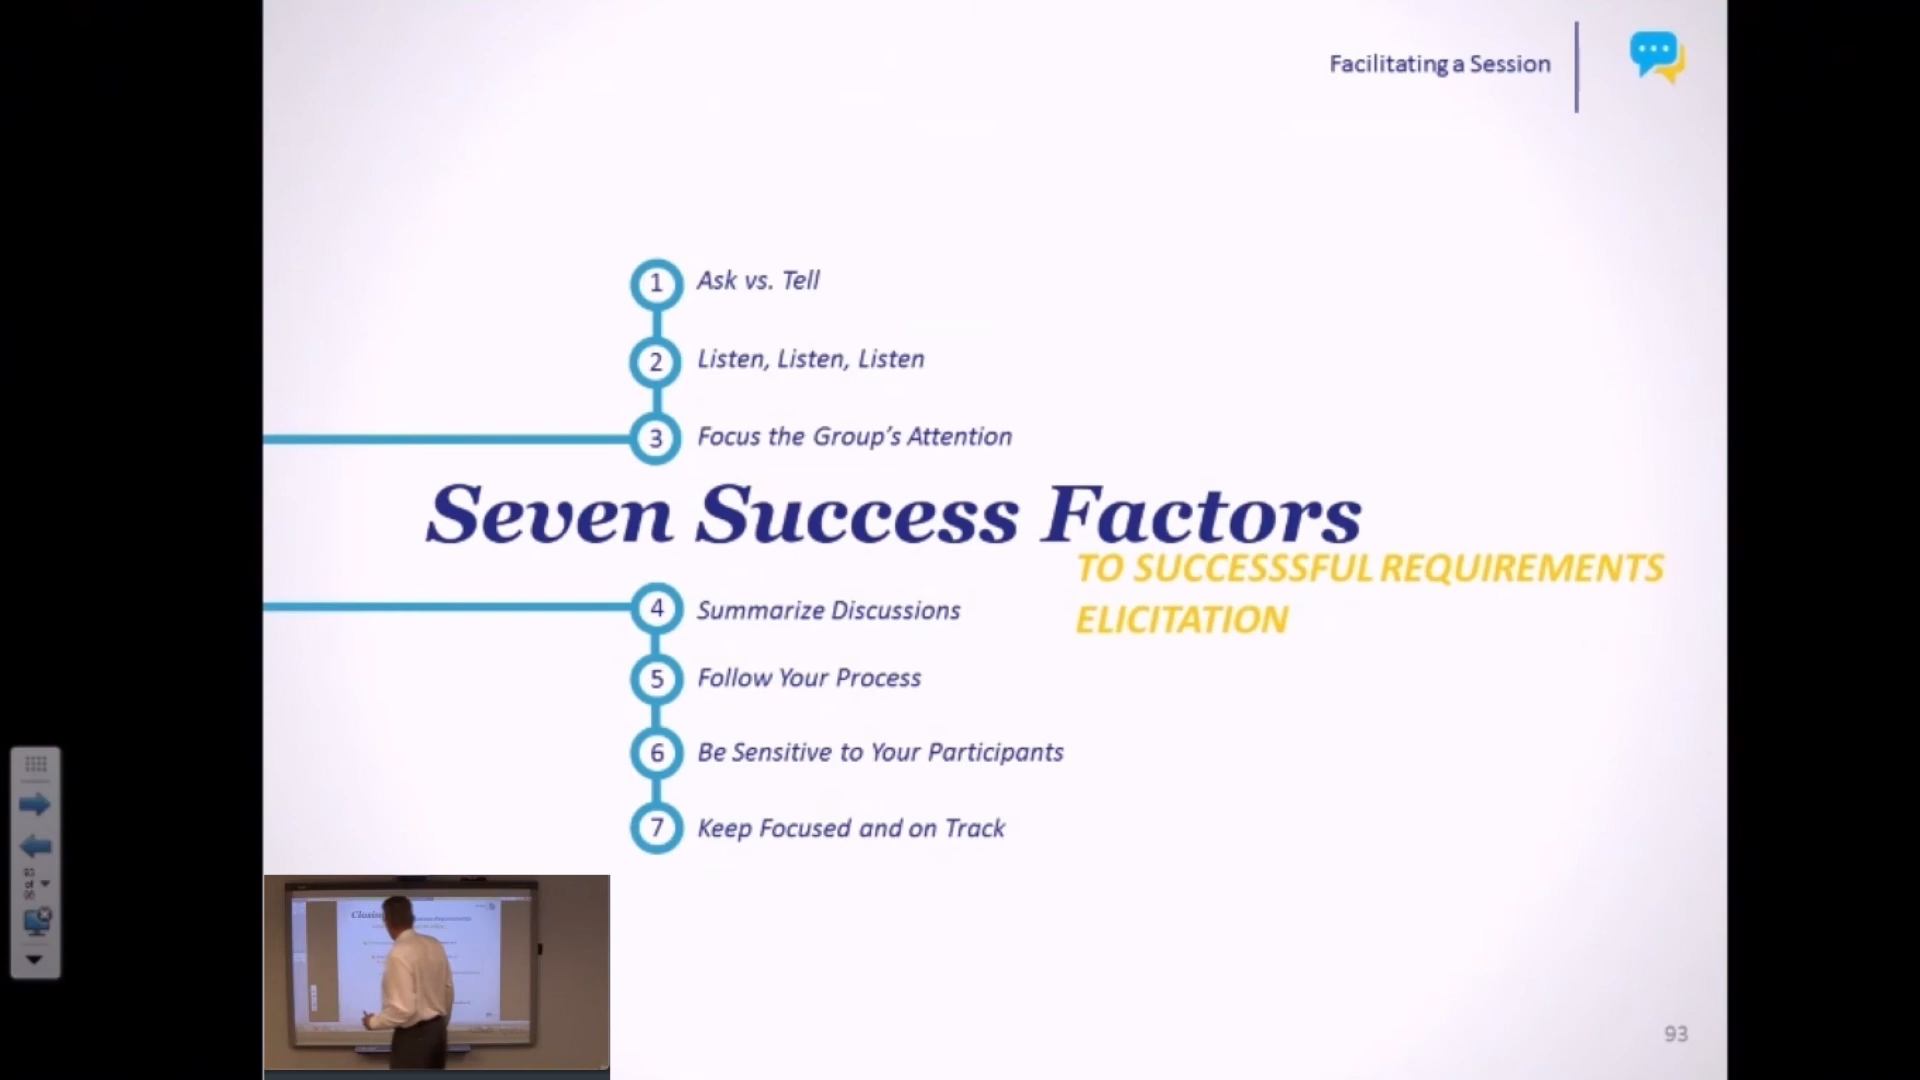 Facilitating a Session
1 Ask vs. Tell
2 Listen, Listen, Listen
3 Focus the Group's Attention
Seven Success Factors
TO SUCCESSSFUL REQUIREMENTS
ELICITATION
4 Summarize Discussions
5 Follow Your Process
6 Be Sensitive to Your Participants
7 Keep Focused and on Track
93
of